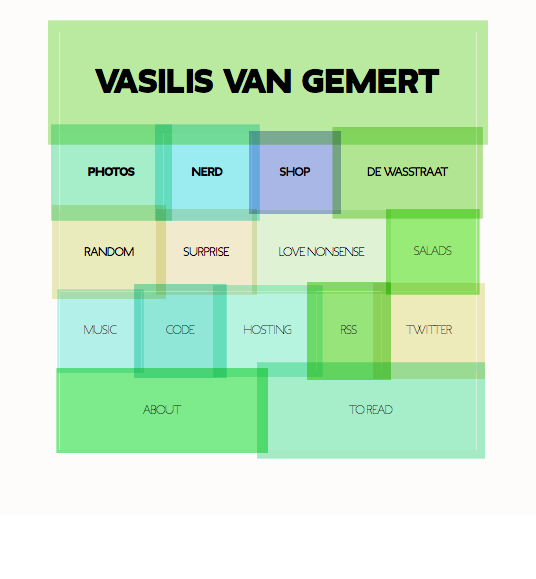 VASILIS VAN GEMERT
PHOTOS NERD SHOP DE WASSTRAAT
RANDOM SURPRISE LOVE NONSENSE SALADS
MUSIC CODE HOSTING RSS TWITTER
ABOUT TO READ